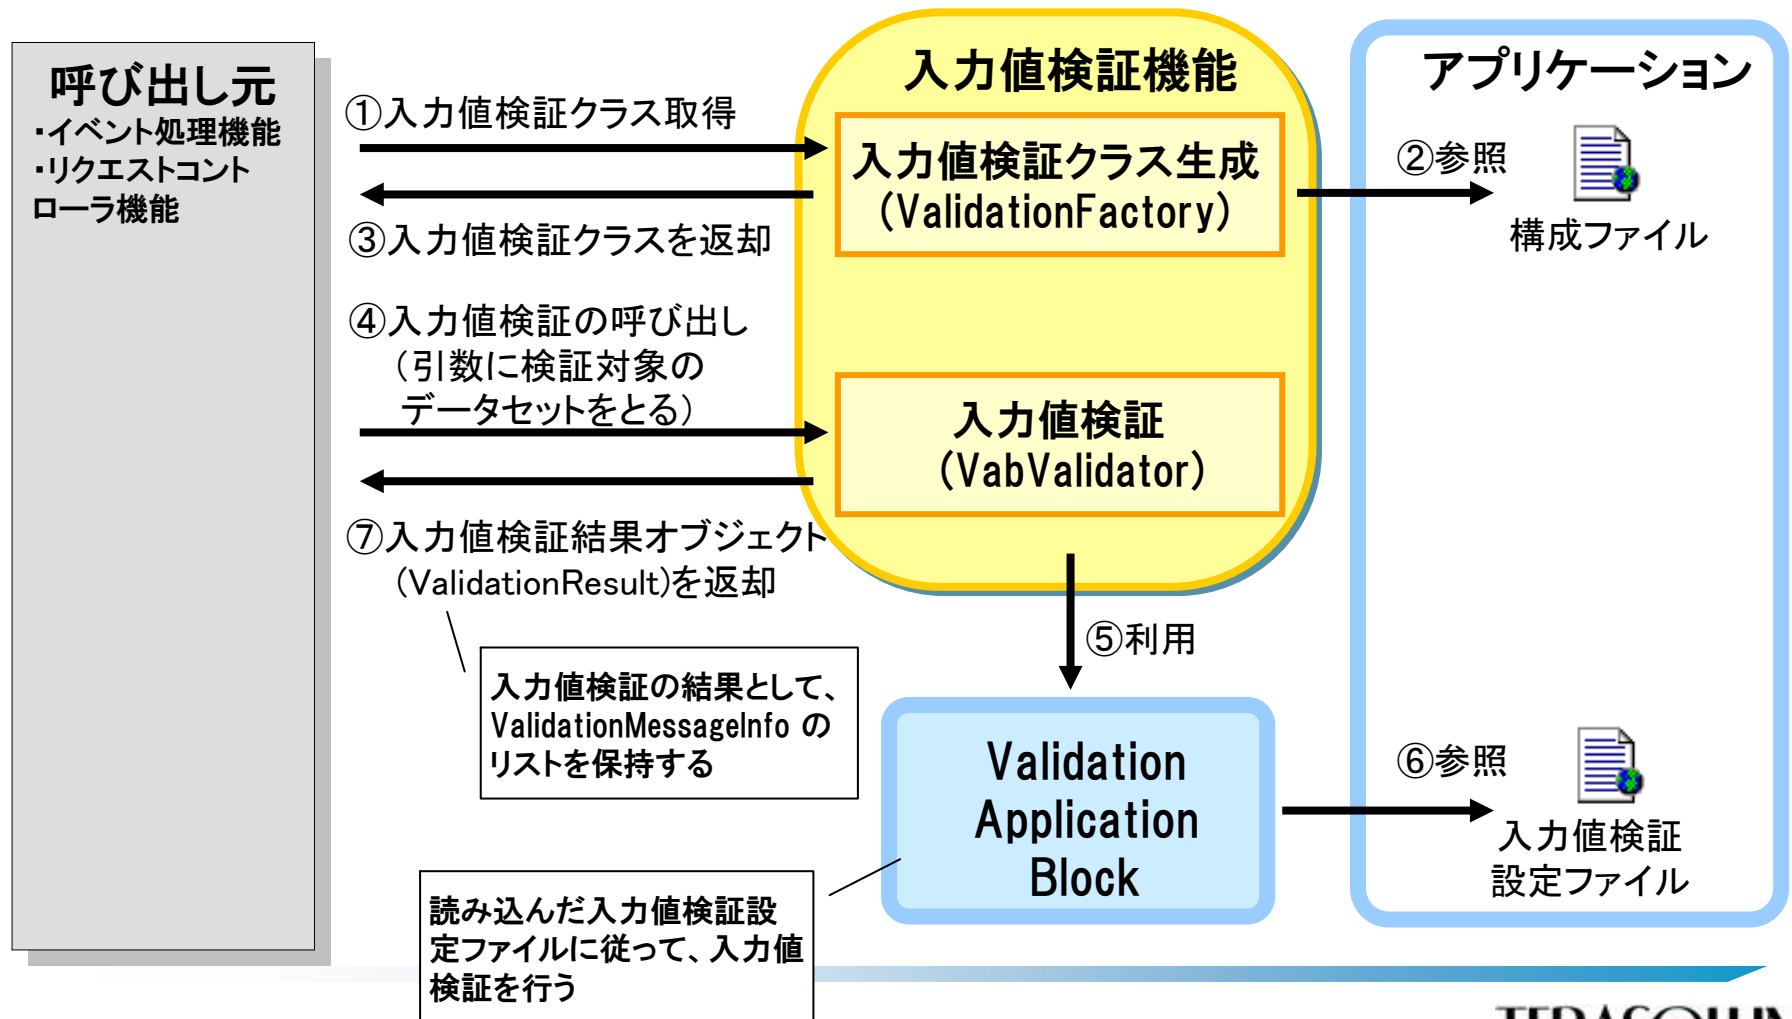 呼び出し元
・イベント処理機能
・リクエストコント
ローラ機能
①入力値検証クラス取得
③入力値検証クラスを返却
④入力値検証の呼び出し
（引数に検証対象の
データセットをとる）
⑦入力値検証結果オブジェクト
(ValidationResult)を返却
入力値検証の結果として、
ValidationMessageInfo の
リストを保持する
入力値検証機能
入力値検証クラス生成
（ValidationFactory）
入力値検証
（VabValidator）
⑤利用
Validation
Application
Block
読み込んだ入力値検証設
定ファイルに従って、入力値
検証を行う
アプリケーション
②参照
構成ファイル
⑥参照
入力値検証
設定ファイル